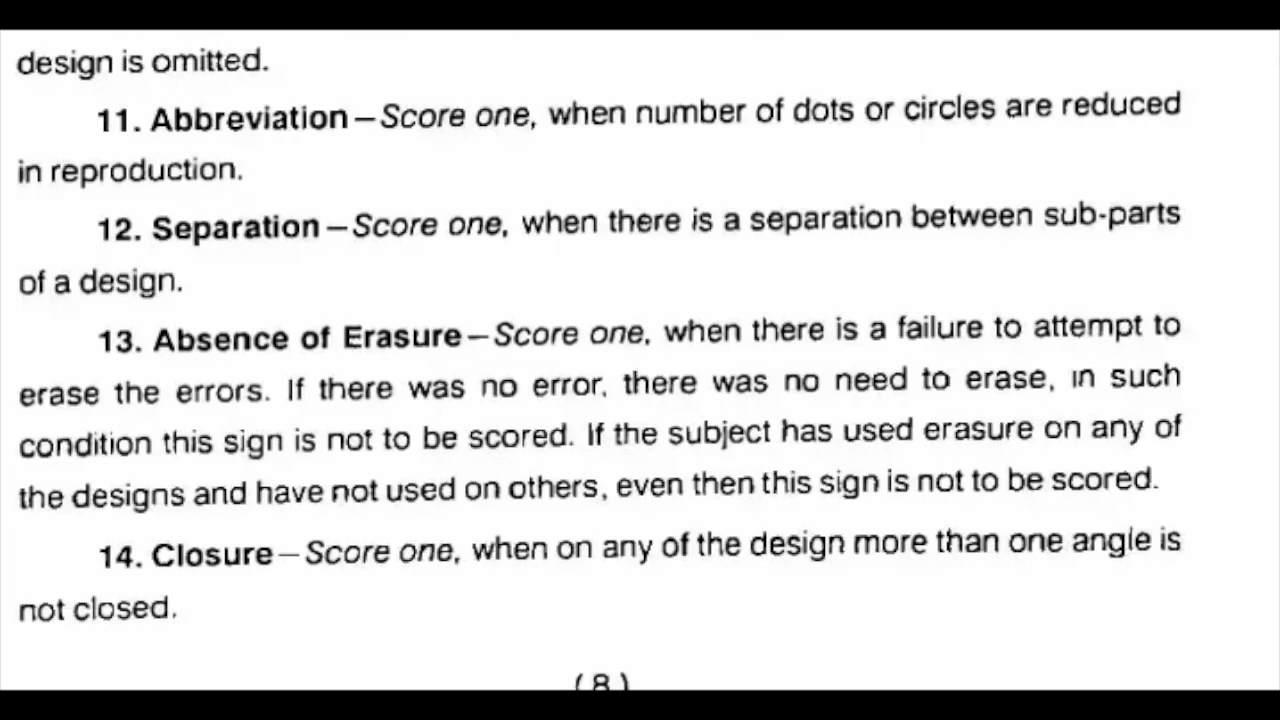 design is omitted.
11. Abbreviation—Score one, when number of dots or circles are reduced
in reproduction.
12. Separation—Score one, when there is a separation between sub-parts
of a design.
13. Absence of Erasure—Score one, when there is a failure to attempt to
erase the errors. If there was no error, there was no need to erase, in such
condition this sign is not to be scored. If the subject has used erasure on any of
the designs and have not used on others, even then this sign is not to be scored.
14. Closure—Score one, when on any of the design more than one angle is
not closed.
(8)